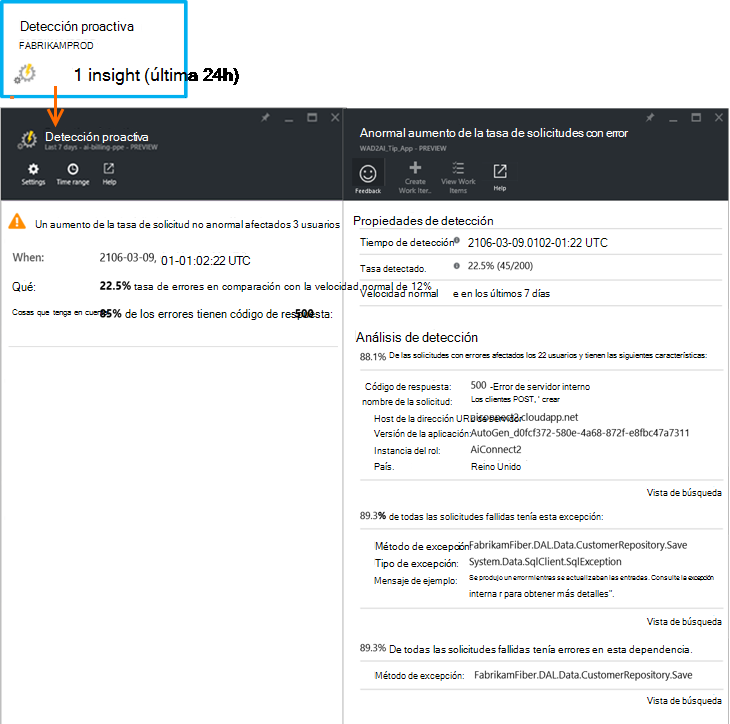 Detección proactiva
FABRIKAMPROD
1 insight (última 24h)
Detección proactiva
Last 7 days - ai-billing-ppe - PREVIEW
Settings
Time range
Help
Un aumento de la tasa de solicitud no anormal afectados 3 usuarios
When: 2106-03-09, 01-01:02:22 UTC
Qué: 22.5% tasa de errores en comparación con la velocidad normal de 12%
Cosas que tenga en cuenta 85% de los errores tienen código de respuesta: 500
Anormal aumento de la tasa de solicitudes con error
WAD2AI_Tip_App - PREVIEW
Feedback
Create Work Iter..
View Work Items
Help
Propiedades de detección
Tiempo de detección 2106-03-09.0102-01:22 UTC
Tasa detectado. 22.5% (45/200)
Velocidad normal e en los últimos 7 días
Análisis de detección
88.1% De las solicitudes con errores afectados los 22 usuarios y tienen las siguientes características:
Código de respuesta: 500 -Error de servidor interno
nombre de la solicitud: Los clientes POST, ' crear
Host de la dirección URL de servidor aiconnect2.cloudapp.net
Versión de la aplicación: AutoGen_d0fcf372-580e-4a68-872f-e8fbc47a7311
Instancia del rol: AiConnect2
País. Reino Unido
Vista de búsqueda
89.3% de todas las solicitudes fallidas tenía esta excepción:
Método de excepción: FabrikamFiber.DAL.Data.CustomerRepository.Save
Tipo de excepción: System.Data.SqlClient.SqlException
Mensaje de ejemplo: Se produjo un error mientras se actualizaban las entradas. Consulte la excepción
interna r para obtener más detalles".
Vista de búsqueda
89.3% De todas las solicitudes fallidas tenía errores en esta dependencia.
Método de excepción: FabrikamFiber.DAL.Data.CustomerRepository.Save
Vista de búsqueda